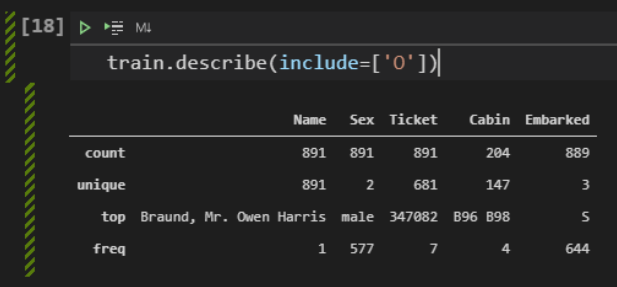 [18] M↓
train.describe(include=['O'])
Name Sex Ticket Cabin Embarked
count 891 891 891 204 889
unique 891 2 681 147 3
top Braund, Mr. Owen Harris male 347082 B96 B98 S
freq 1 577 7 4 644